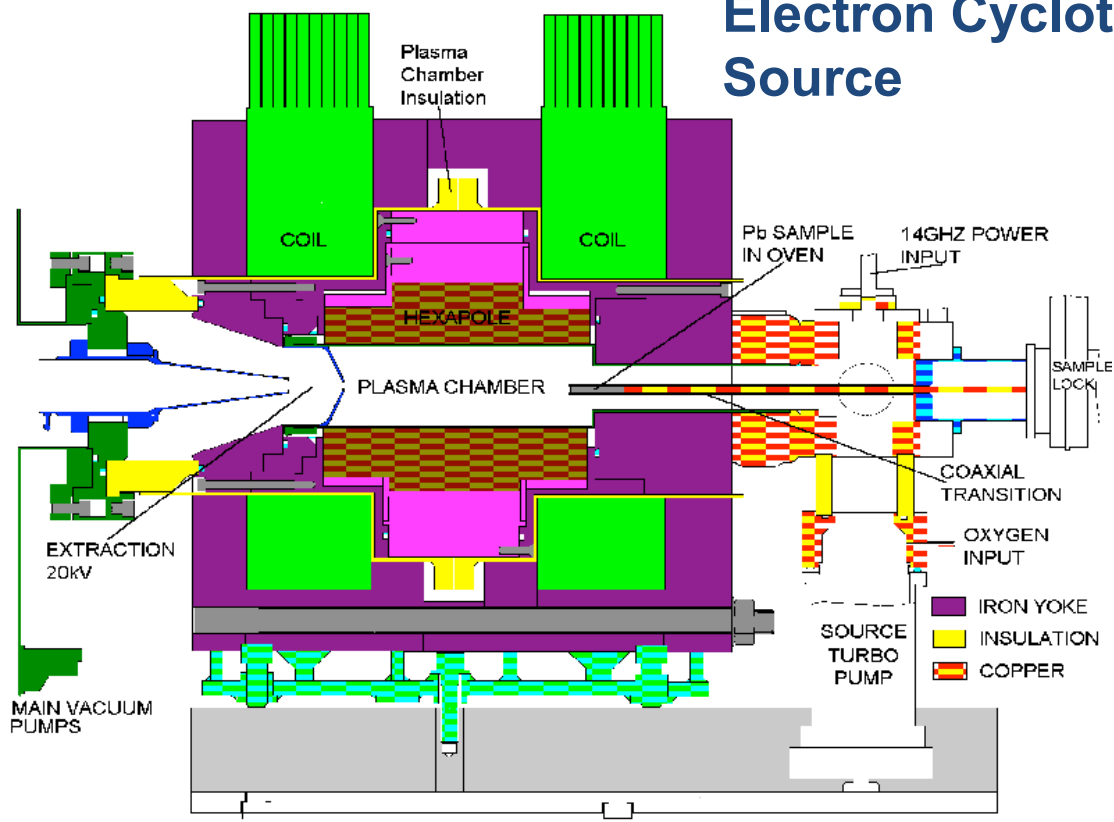 Electron Cyclot
Source
Plasma
Chamber
Insulation
COIL
COIL
Pb SAMPLE
IN OVEN
14GHZ POWER
INPUT
HEXAPOLE
PLASMA CHAMBER
SAMPLE
LOCK
COAXIAL
TRANSITION
EXTRACTION
20kV
OXYGEN
INPUT
IRON YOKE
INSULATION
COPPER
SOURCE
TURBO
PUMP
MAIN VACUUM
PUMPS